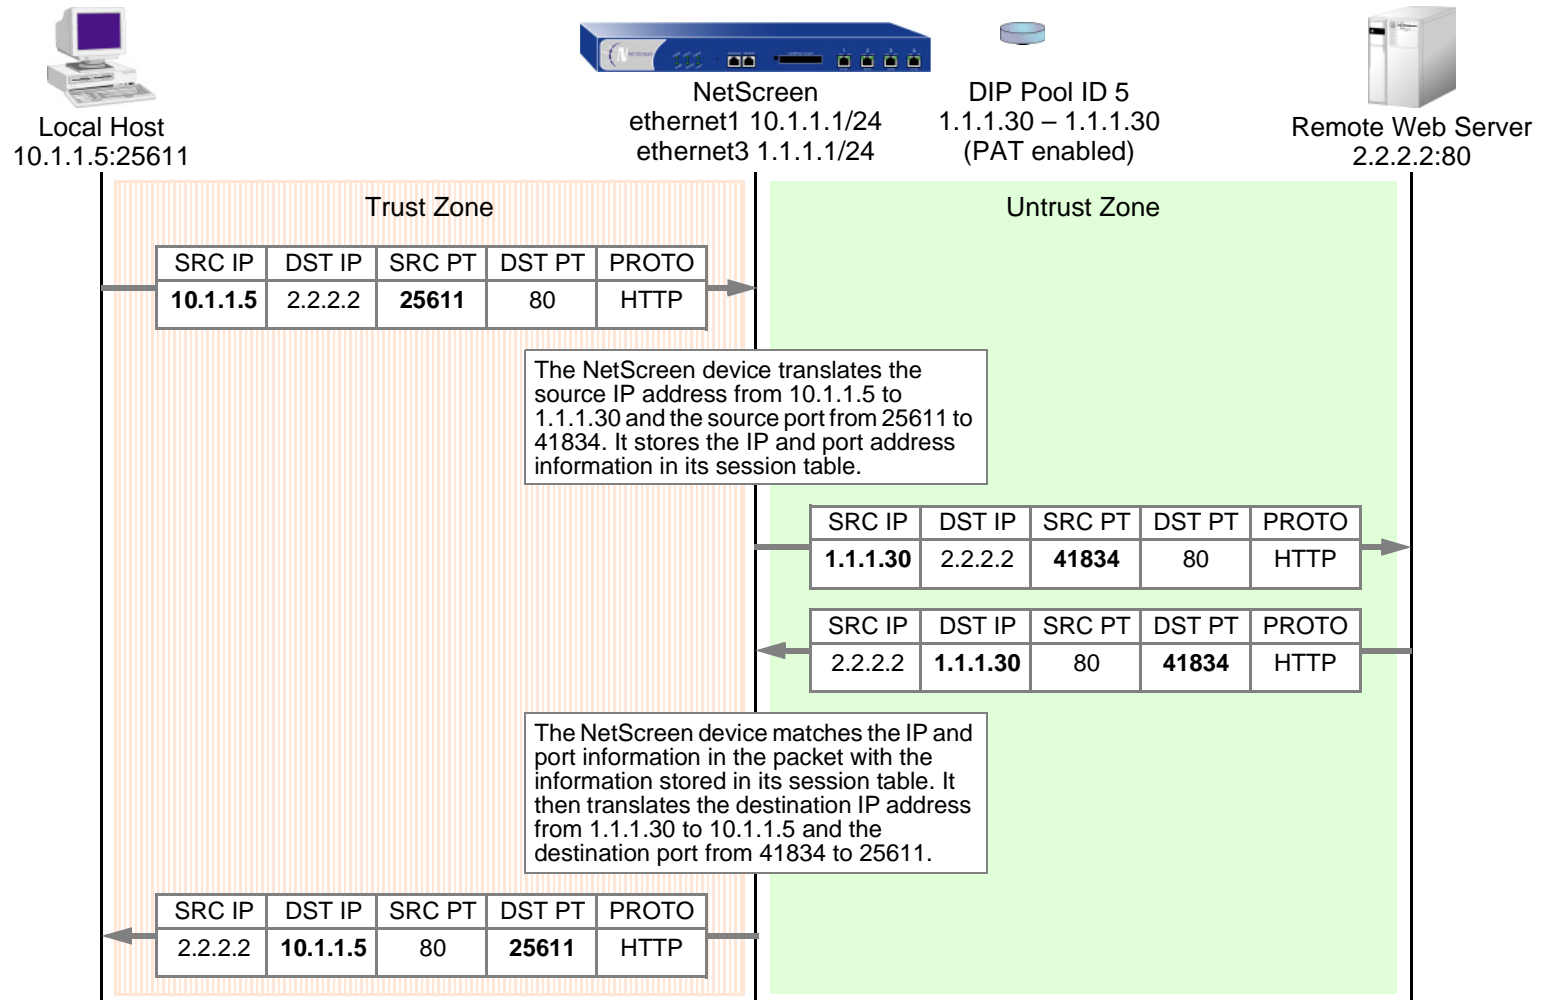 Local Host
10.1.1.5:25611
NetScreen
ethernet1 10.1.1.1/24
ethernet3 1.1.1.1/24
DIP Pool ID 5
1.1.1.30 – 1.1.1.30
(PAT enabled)
Remote Web Server
2.2.2.2:80
Trust Zone
Untrust Zone
SRC IP DST IP SRC PT DST PT PROTO
10.1.1.5 2.2.2.2 25611 80 HTTP
The NetScreen device translates the
source IP address from 10.1.1.5 to
1.1.1.30 and the source port from 25611 to
41834. It stores the IP and port address
information in its session table.
SRC IP DST IP SRC PT DST PT PROTO
1.1.1.30 2.2.2.2 41834 80 HTTP
SRC IP DST IP SRC PT DST PT PROTO
2.2.2.2 1.1.1.30 80 41834 HTTP
The NetScreen device matches the IP and
port information in the packet with the
information stored in its session table. It
then translates the destination IP address
from 1.1.1.30 to 10.1.1.5 and the
destination port from 41834 to 25611.
SRC IP DST IP SRC PT DST PT PROTO
2.2.2.2 10.1.1.5 80 25611 HTTP